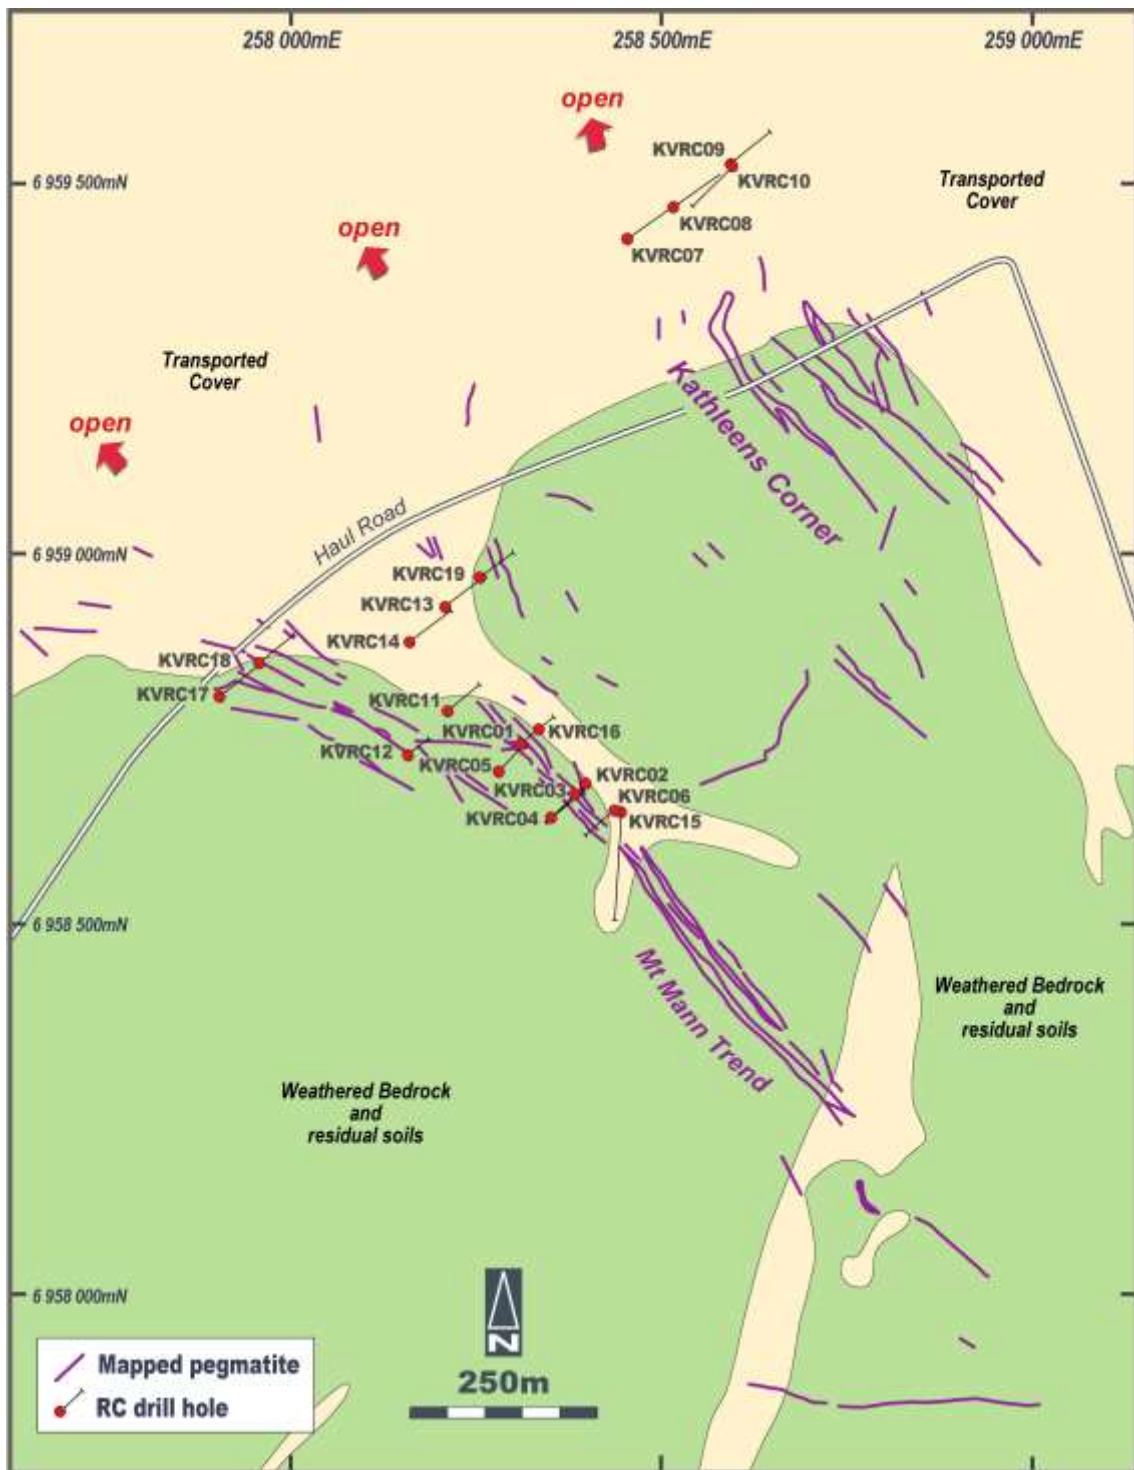 258 000mE
258 500mE
259 000mE
open
KVRC09
KVRC10
6 959 500mN
Transported
Cover
KVRC08
open
KVRC07
Transported
Cover
Kathleens Corner
open
Haul Road
6 959 000mN
KVRC19
KVRC13
KVRC14
KVRC18
KVRC17
KVRC11
KVRC01
KVRC16
KVRC12
KVRC05
KVRC02
KVRC03
KVRC06
KVRC04
KVRC15
6 958 500mN
Mt Mann Trend
Weathered Bedrock
and
residual soils
Weathered Bedrock
and
residual soils
6 958 000mN
N
Mapped pegmatite
RC drill hole
250m